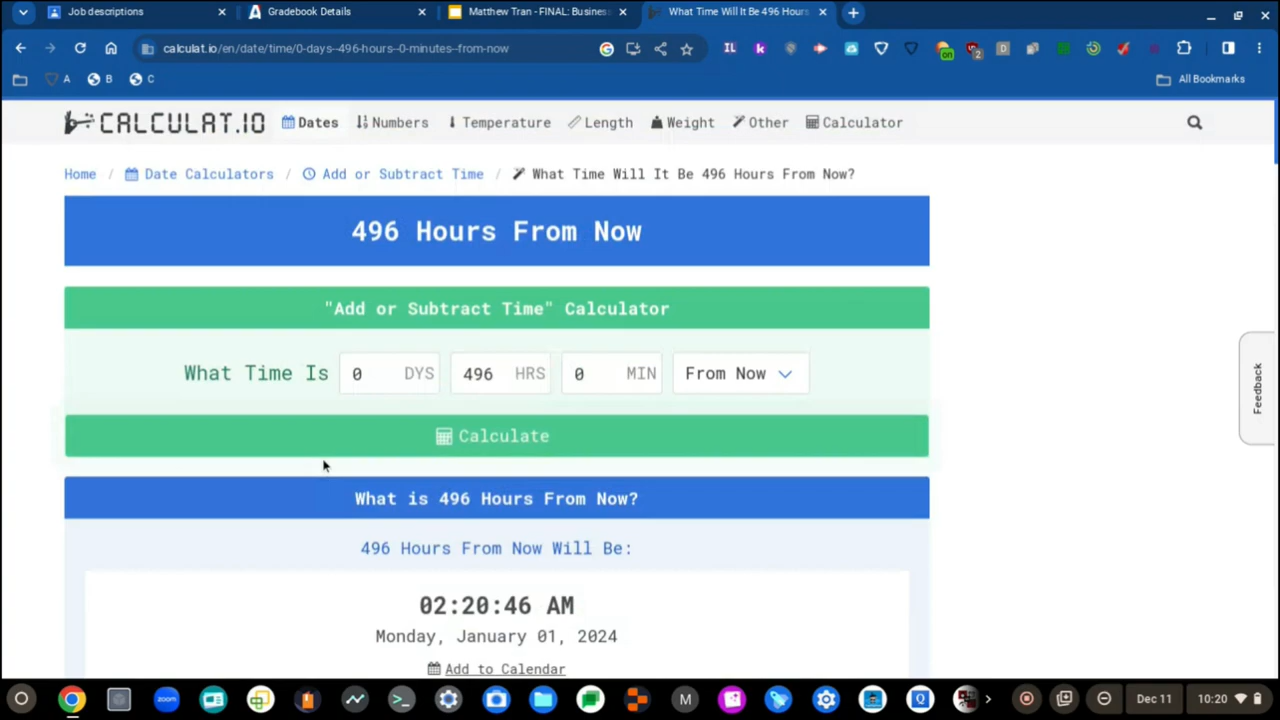 Job descriptions
Gradebook Details
Matthew Tran - FINAL: Busines
What Time Will It Be 496 Hours
calculat.io/en/date/time/0-days--496-hours--0-minutes--from-now
IL
k
on
2
D
A
B
C
All Bookmarks
CALCULAT.IO
Dates
Numbers
Temperature
Length
Weight
Other
Calculator
Home / Date Calculators / Add or Subtract Time / What Time Will It Be 496 Hours From Now?
496 Hours From Now
"Add or Subtract Time" Calculator
What Time Is 0 DYS 496 HRS 0 MIN From Now
Calculate
What is 496 Hours From Now?
496 Hours From Now Will Be:
02:20:46 AM
Monday, January 01, 2024
Add to Calendar
Feedback
zoom
M
Q
Dec 11
10:20